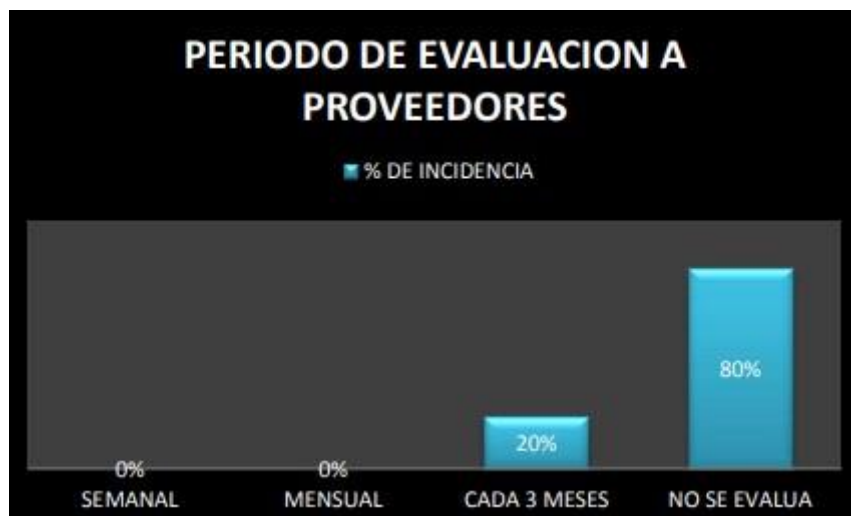 PERIODO DE EVALUACION A
PROVEEDORES
% DE INCIDENCIA
80%
20%
0% 0%
SEMANAL MENSUAL CADA 3 MESES NO SE EVALUA